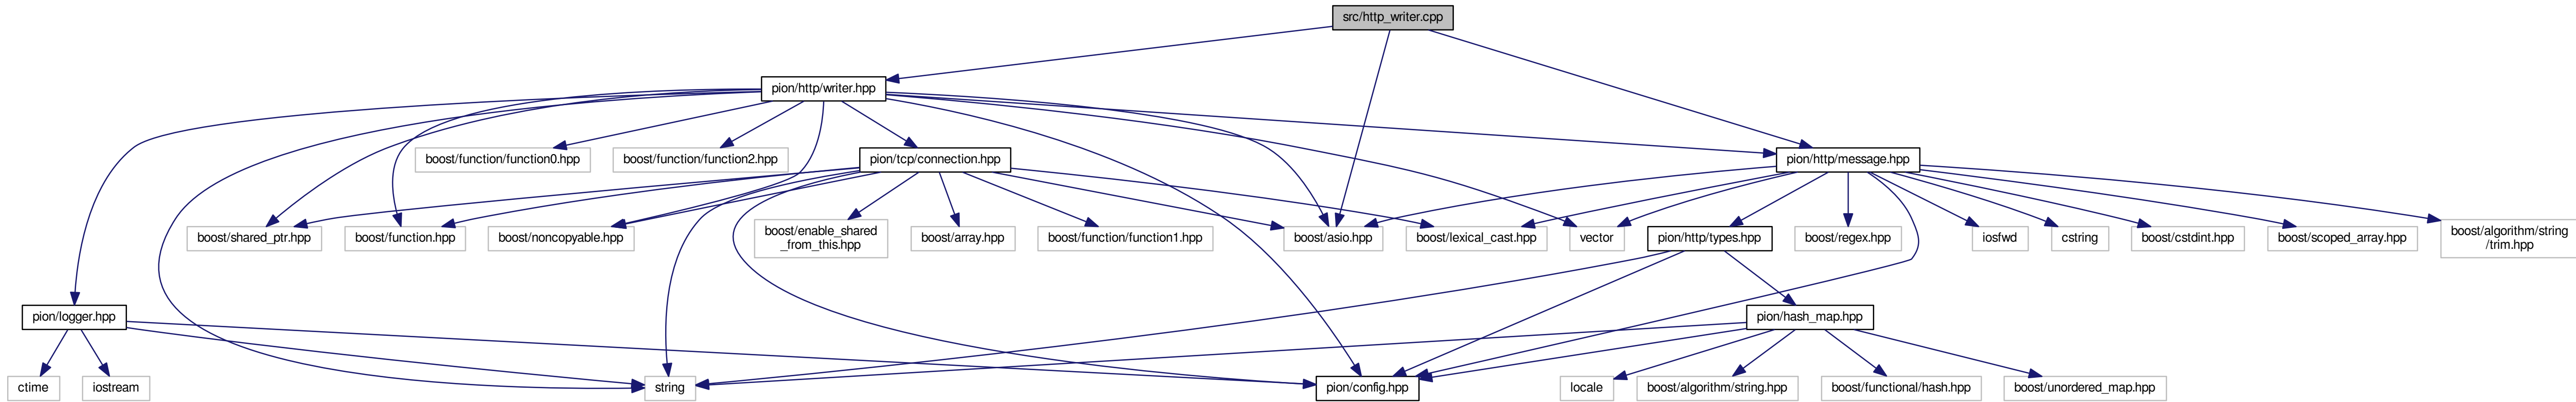 src/http_writer.cpp
pion/http/writer.hpp
boost/function/function0.hpp
boost/function/function2.hpp
pion/tcp/connection.hpp
pion/http/message.hpp
boost/shared_ptr.hpp
boost/function.hpp
boost/noncopyable.hpp
boost/enable_shared
_from_this.hpp
boost/array.hpp
boost/function/function1.hpp
boost/asio.hpp
boost/lexical_cast.hpp
vector
pion/http/types.hpp
boost/regex.hpp
iosfwd
cstring
boost/cstdint.hpp
boost/scoped_array.hpp
boost/algorithm/string
/trim.hpp
pion/logger.hpp
pion/hash_map.hpp
ctime
iostream
string
pion/config.hpp
locale
boost/algorithm/string.hpp
boost/functional/hash.hpp
boost/unordered_map.hpp